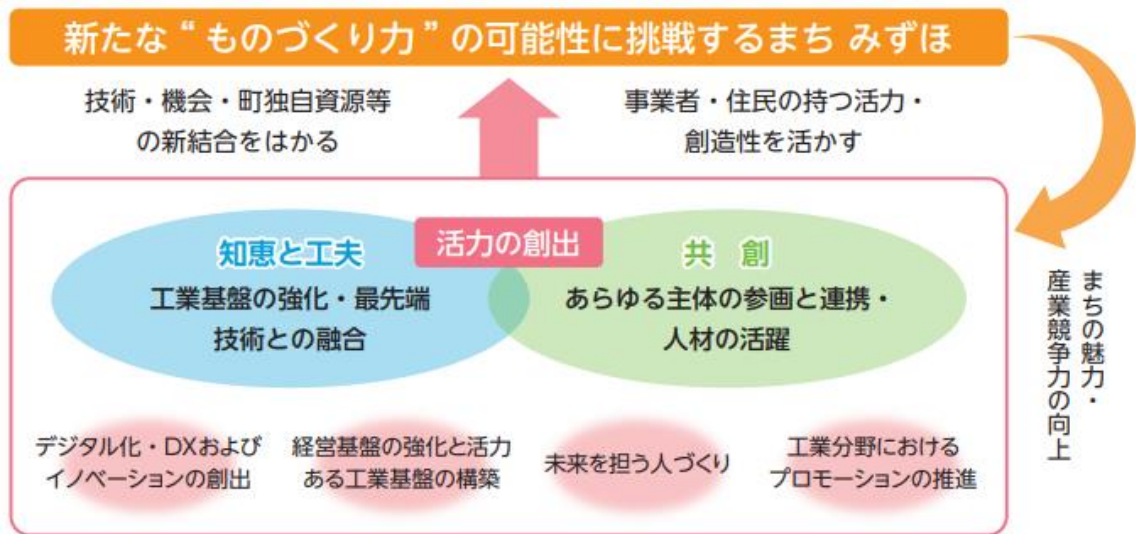 新たな“ものづくり力”の可能性に挑戦するまち みずほ
技術・機会・町独自資源等
の新結合をはかる
事業者・住民の持つ活力・
創造性を活かす
活力の創出
知恵と工夫
工業基盤の強化・最先端
技術との融合
共 創
あらゆる主体の参画と連携・
人材の活躍
デジタル化・DXおよび
イノベーションの創出
経営基盤の強化と活力
ある工業基盤の構築
未来を担う人づくり
工業分野における
プロモーションの推進
まちの魅力・
産業競争力の向上